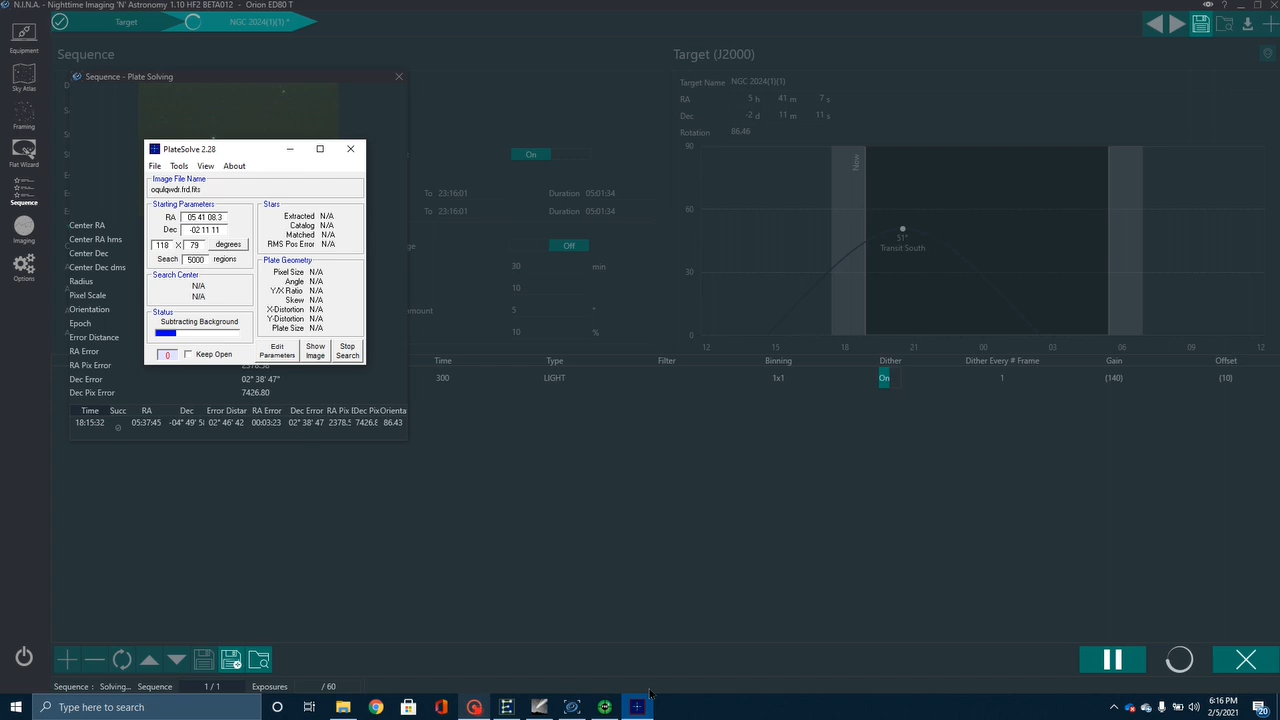 N.I.N.A. - Nighttime Imaging 'N' Astronomy 1.10 HF2 BETA012 - Orion ED80 T
Target
NGC 2024(1)(1) *
Equipment
Sky Atlas
Framing
Flat Wizard
Sequence
Imaging
Options
Sequence
Sequence - Plate Solving
Target (J2000)
Target Name NGC 2024(1)(1)
RA 5 h 41 m 7 s
Dec -2 d 11 m 11 s
Rotation 86.46
On
To 23:16:01 Duration 05:01:34
To 23:16:01 Duration 05:01:34
Off
30 min
10
5 °
10 %
PlateSolve 2.28
File Tools View About
Image File Name
oqulqwdr.frd.fits
Starting Parameters
RA 05 41 08.3
Dec -02 11 11
118 X 79 degrees
Seach 5000 regions
Search Center
N/A
N/A
Status
Subtracting Background
0 Keep Open
Stars
Extracted N/A
Catalog N/A
Matched N/A
RMS Pos Error N/A
Plate Geometry
Pixel Size N/A
Angle N/A
Y/X Ratio N/A
Skew N/A
X-Distortion N/A
Y-Distortion N/A
Plate Size N/A
Edit Parameters
Show Image
Stop Search
Center RA
Center RA hms
Center Dec
Center Dec dms
Radius
Pixel Scale
Orientation
Epoch
Error Distance
RA Error
RA Pix Error 2378.58
Dec Error 02° 38' 47"
Dec Pix Error 7426.80
Time Succ RA Dec Error Distar RA Error Dec Error RA Pix Dec Pix Orienta
18:15:32 05:37:45 -04° 49' 5 02° 46' 42 00:03:23 02° 38' 47 2378.5 7426.8 86.43
90
60
30
0
Now
51°
Transit South
12 15 18 21 00 03 06 09 12
Time Type Filter Binning Dither Dither Every # Frame Gain Offset
300 LIGHT 1x1 On 1 (140) (10)
Sequence : Solving... Sequence 1 / 1 Exposures / 60
Type here to search
6:16 PM
2/5/2021
20